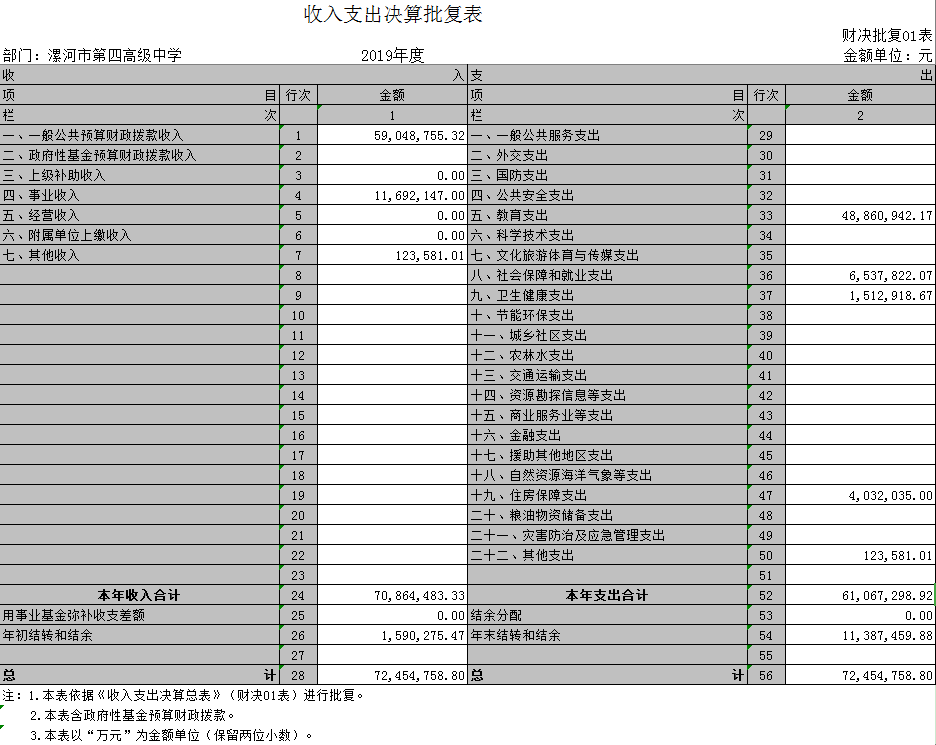 收入支出决算批复表
财决批复01表
部门：漯河市第四高级中学 2019年度 金额单位：元
收 入 支 出
项 目 行次 金额 项 目 行次 金额
栏 次 1 栏 次 2
一、一般公共预算财政拨款收入 1 59,048,755.32 一、一般公共服务支出 29
二、政府性基金预算财政拨款收入 2 二、外交支出 30
三、上级补助收入 3 0.00 三、国防支出 31
四、事业收入 4 11,692,147.00 四、公共安全支出 32
五、经营收入 5 0.00 五、教育支出 33 48,860,942.17
六、附属单位上缴收入 6 0.00 六、科学技术支出 34
七、其他收入 7 123,581.01 七、文化旅游体育与传媒支出 35
8 八、社会保障和就业支出 36 6,537,822.07
9 九、卫生健康支出 37 1,512,918.67
10 十、节能环保支出 38
11 十一、城乡社区支出 39
12 十二、农林水支出 40
13 十三、交通运输支出 41
14 十四、资源勘探信息等支出 42
15 十五、商业服务业等支出 43
16 十六、金融支出 44
17 十七、援助其他地区支出 45
18 十八、自然资源海洋气象等支出 46
19 十九、住房保障支出 47 4,032,035.00
20 二十、粮油物资储备支出 48
21 二十一、灾害防治及应急管理支出 49
22 二十二、其他支出 50 123,581.01
23 51
本年收入合计 24 70,864,483.33 本年支出合计 52 61,067,298.92
用事业基金弥补收支差额 25 0.00 结余分配 53 0.00
年初结转和结余 26 1,590,275.47 年末结转和结余 54 11,387,459.88
27 55
总 计 28 72,454,758.80 总 计 56 72,454,758.80
注：1.本表依据《收入支出决算总表》（财决01表）进行批复。
2.本表含政府性基金预算财政拨款。
3.本表以“万元”为金额单位（保留两位小数）。